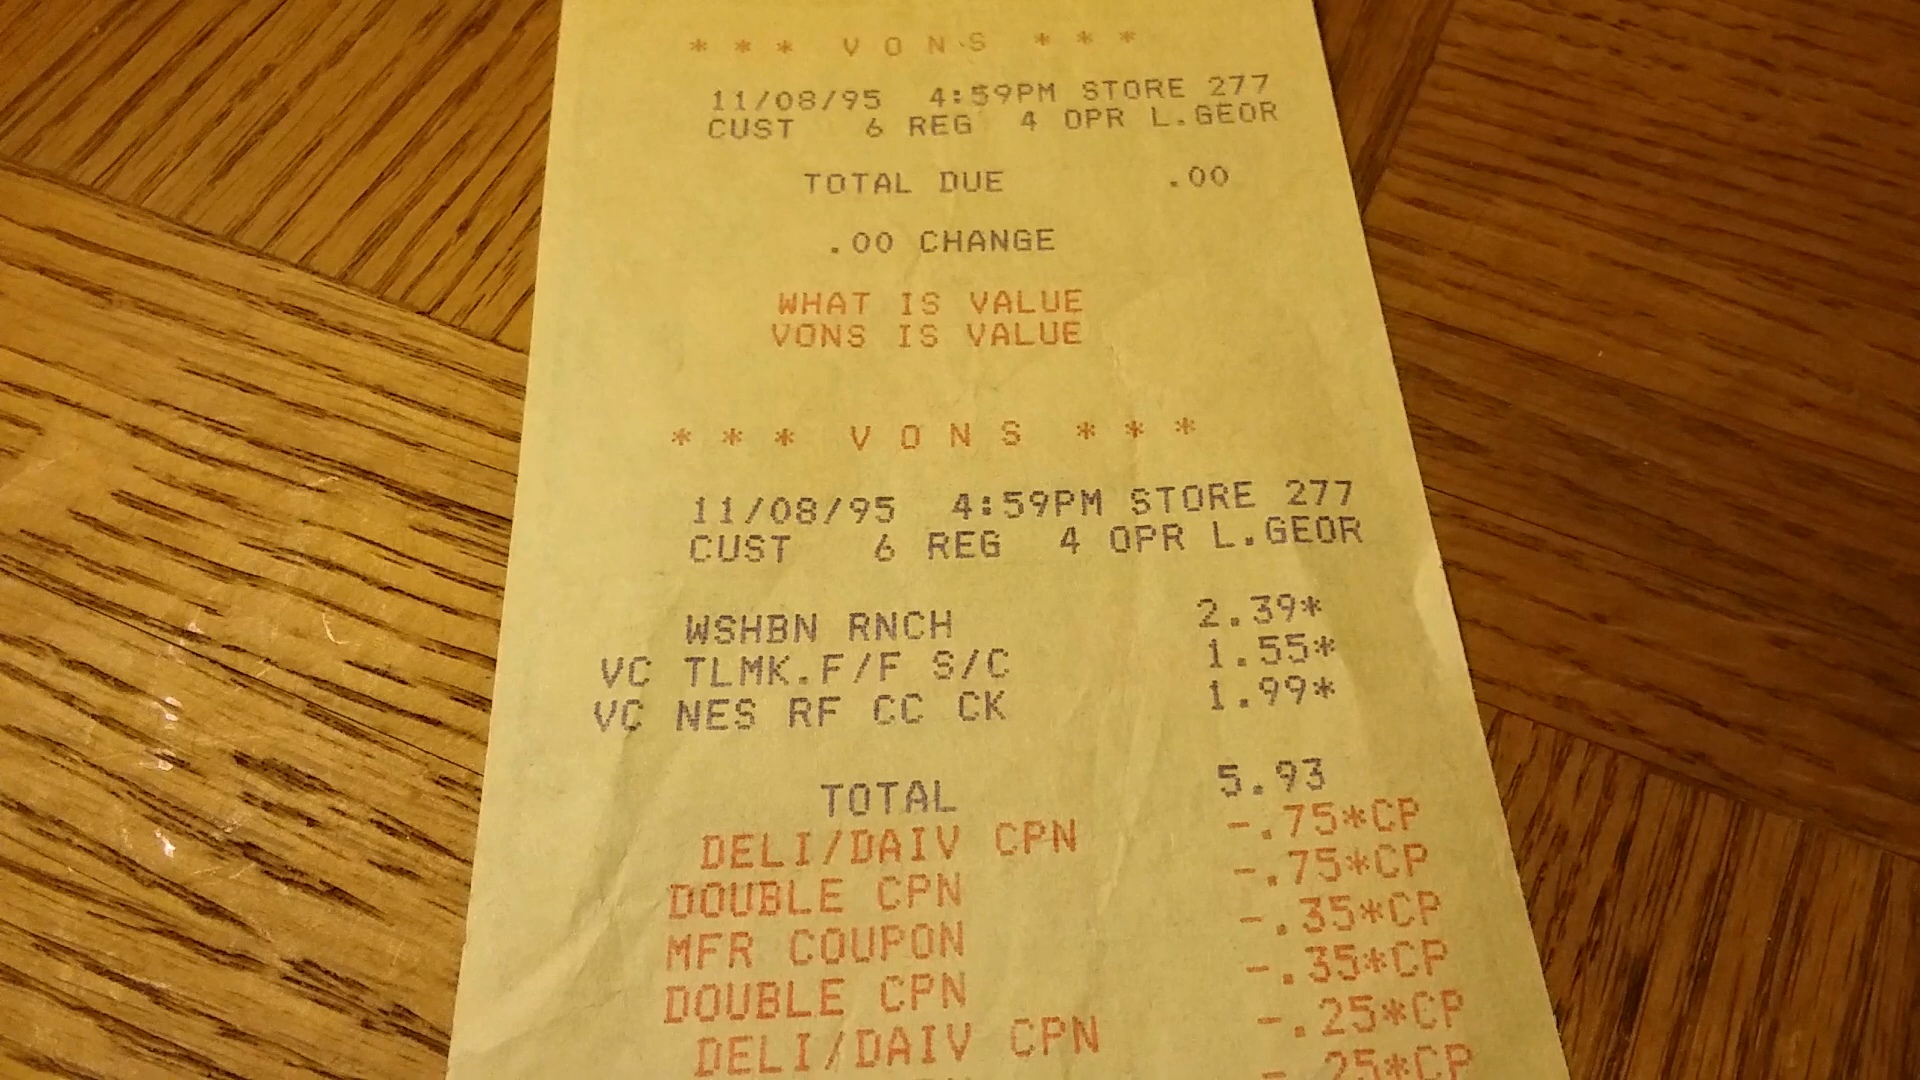 * * * V O N S * * *
11/08/95 4:59PM STORE 277
CUST 6 REG 4 OPR L.GEOR
TOTAL DUE .00
.00 CHANGE
WHAT IS VALUE
VONS IS VALUE
* * * V O N S * * *
11/08/95 4:59PM STORE 277
CUST 6 REG 4 OPR L.GEOR
WSHBN RNCH 2.39*
VC TLMK.F/F S/C 1.55*
VC NES RF CC CK 1.99*
TOTAL 5.93
DELI/DAIV CPN -.75*CP
DOUBLE CPN -.75*CP
MFR COUPON -.35*CP
DOUBLE CPN -.35*CP
DELI/DAIV CPN -.25*CP
-.25*CP